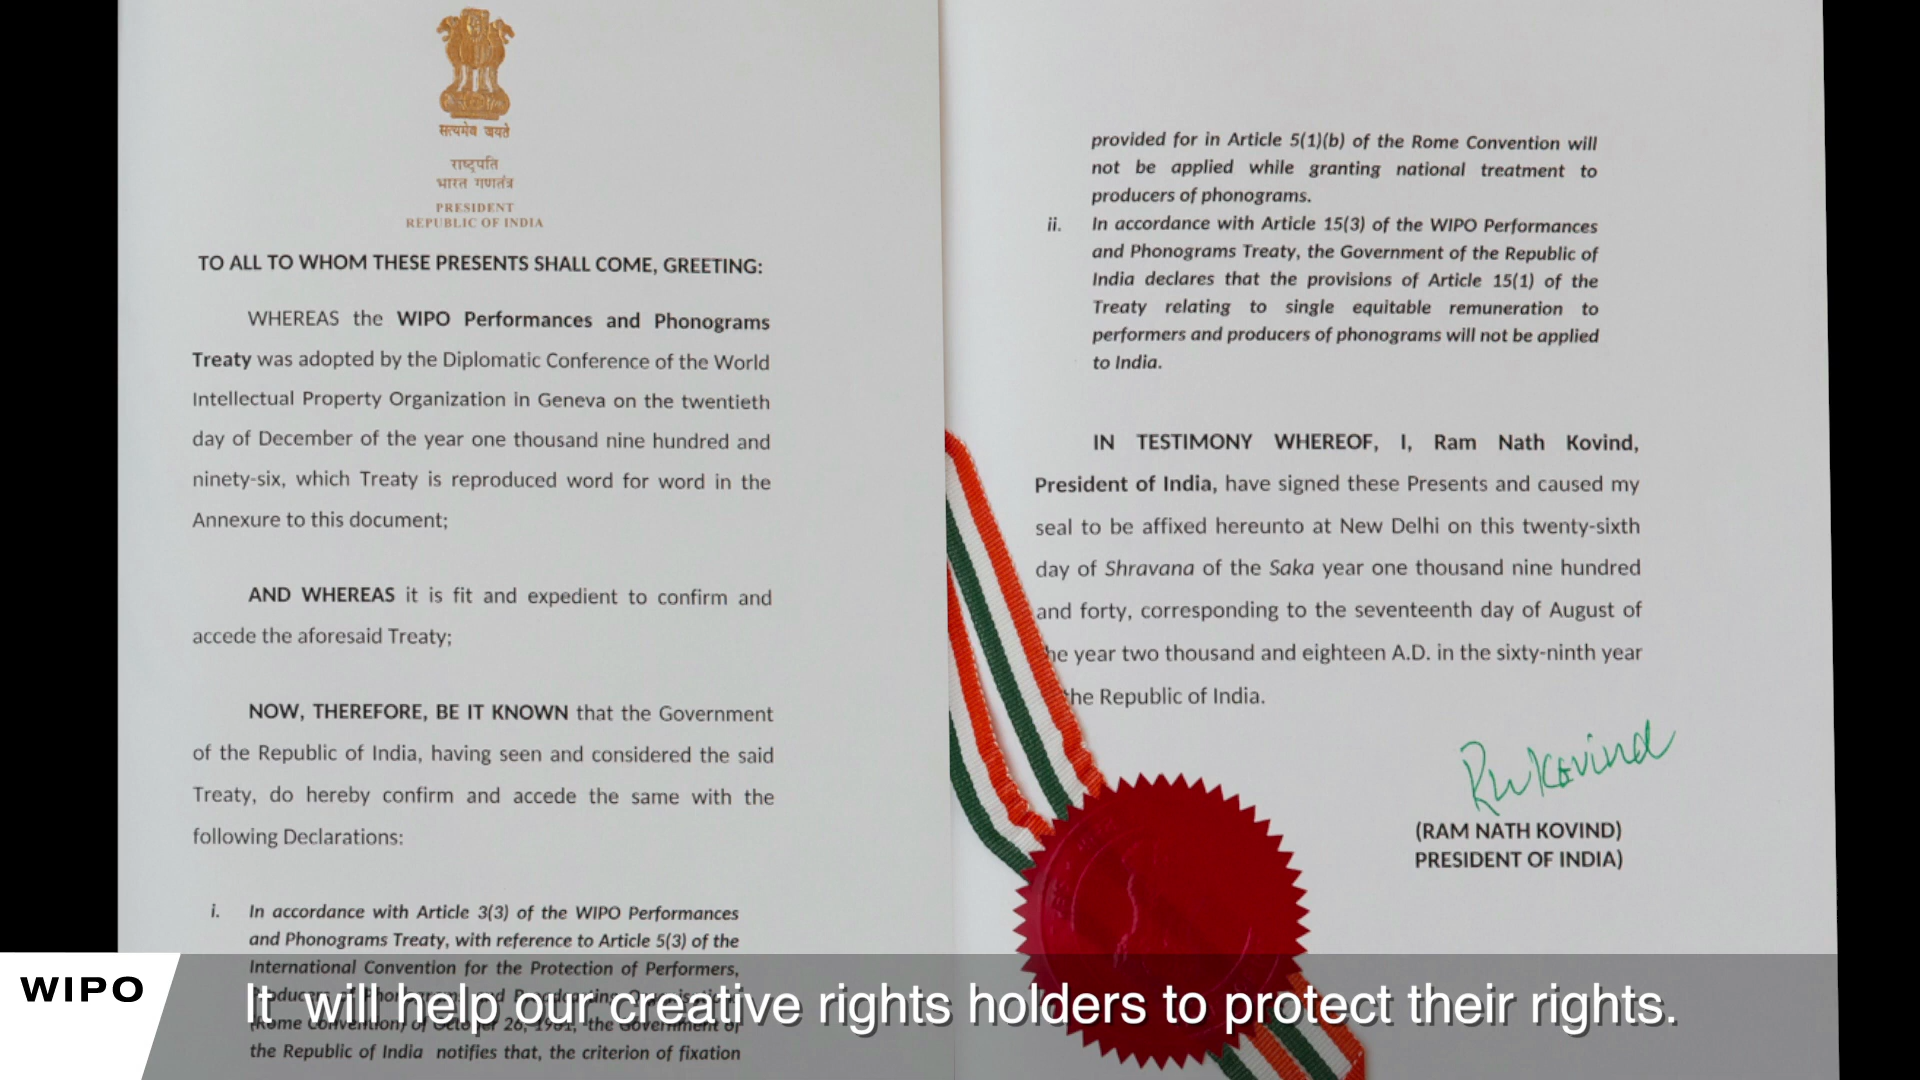 सत्यमेव जयते
राष्ट्रपति
भारत गणतंत्र
PRESIDENT
REPUBLIC OF INDIA
TO ALL TO WHOM THESE PRESENTS SHALL COME, GREETING:
WHEREAS the WIPO Performances and Phonograms
Treaty was adopted by the Diplomatic Conference of the World
Intellectual Property Organization in Geneva on the twentieth
day of December of the year one thousand nine hundred and
ninety-six, which Treaty is reproduced word for word in the
Annexure to this document;
AND WHEREAS it is fit and expedient to confirm and
accede the aforesaid Treaty;
NOW, THEREFORE, BE IT KNOWN that the Government
of the Republic of India, having seen and considered the said
Treaty, do hereby confirm and accede the same with the
following Declarations:
i. In accordance with Article 3(3) of the WIPO Performances
and Phonograms Treaty, with reference to Article 5(3) of the
International Convention for the Protection of Performers,
(Rome Convention) of October 26, 1961, the Government of
the Republic of India notifies that, the criterion of fixation
provided for in Article 5(1)(b) of the Rome Convention will
not be applied while granting national treatment to
producers of phonograms.
ii. In accordance with Article 15(3) of the WIPO Performances
and Phonograms Treaty, the Government of the Republic of
India declares that the provisions of Article 15(1) of the
Treaty relating to single equitable remuneration to
performers and producers of phonograms will not be applied
to India.
IN TESTIMONY WHEREOF, I, Ram Nath Kovind,
President of India, have signed these Presents and caused my
seal to be affixed hereunto at New Delhi on this twenty-sixth
day of Shravana of the Saka year one thousand nine hundred
and forty, corresponding to the seventeenth day of August of
he year two thousand and eighteen A.D. in the sixty-ninth year
the Republic of India.
RnKovind
(RAM NATH KOVIND)
PRESIDENT OF INDIA)
WIPO
It will help our creative rights holders to protect their rights.